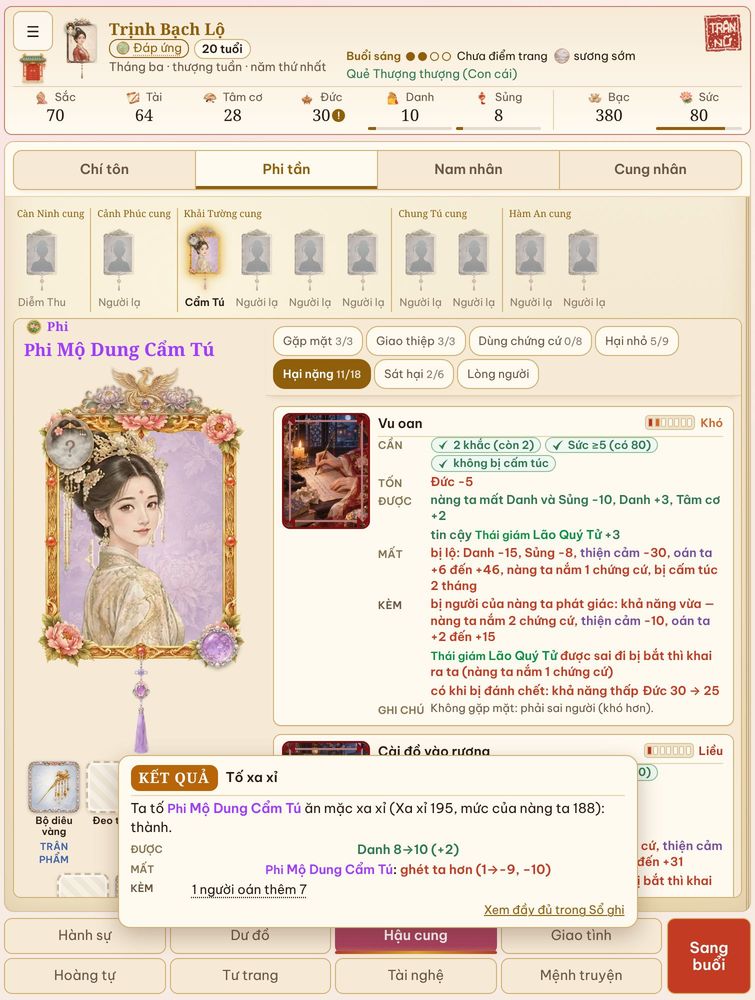 Trịnh Bạch Lộ
Đáp ứng 20 tuổi
Tháng ba · thượng tuần · năm thứ nhất
Buổi sáng Chưa điểm trang sương sớm
Quẻ Thượng thượng (Con cái)
TRÂN NỮ
Sắc Tài Tâm cơ Đức Danh Sủng Bạc Sức
70 64 28 30 10 8 380 80
Chí tôn Phi tần Nam nhân Cung nhân
Càn Ninh cung Cảnh Phúc cung Khải Tường cung Chung Tú cung Hàm An cung
Diễm Thu Người lạ Cẩm Tú Người lạ Người lạ Người lạ Người lạ Người lạ Người lạ Người lạ
Phi
Phi Mộ Dung Cẩm Tú
Gặp mặt 3/3 Giao thiệp 3/3 Dùng chứng cứ 0/8 Hại nhỏ 5/9
Hại nặng 11/18 Sát hại 2/6 Lòng người
Vu oan Khó
CẦN ✓ 2 khắc (còn 2) ✓ Sức ≥5 (có 80)
✓ không bị cấm túc
TỐN Đức -5
ĐƯỢC nàng ta mất Danh và Sủng -10, Danh +3, Tâm cơ
+2
tin cậy Thái giám Lão Quý Tử +3
MẤT bị lộ: Danh -15, Sủng -8, thiện cảm -30, oán ta
+6 đến +46, nàng ta nắm 1 chứng cứ, bị cấm túc
2 tháng
KÈM bị người của nàng ta phát giác: khả năng vừa —
nàng ta nắm 2 chứng cứ, thiện cảm -10, oán ta
+2 đến +15
Thái giám Lão Quý Tử được sai đi bị bắt thì khai
ra ta (nàng ta nắm 1 chứng cứ)
có khi bị đánh chết: khả năng thấp Đức 30 → 25
GHI CHÚ Không gặp mặt: phải sai người (khó hơn).
Cài đồ vào rương Liều
0)
cứ, thiện cảm
đến +31
bị bắt thì khai
Bộ diêu
vàng
TRÂN
PHẨM
Đeo
KẾT QUẢ Tố xa xỉ
Ta tố Phi Mộ Dung Cẩm Tú ăn mặc xa xỉ (Xa xỉ 195, mức của nàng ta 188):
thành.
ĐƯỢC Danh 8→10 (+2)
MẤT Phi Mộ Dung Cẩm Tú: ghét ta hơn (1→-9, -10)
KÈM 1 người oán thêm 7
Xem đầy đủ trong Sổ ghi
Hành sự Dư đồ Hậu cung Giao tình
Sang
buổi
Hoàng tự Tư trang Tài nghệ Mệnh truyện